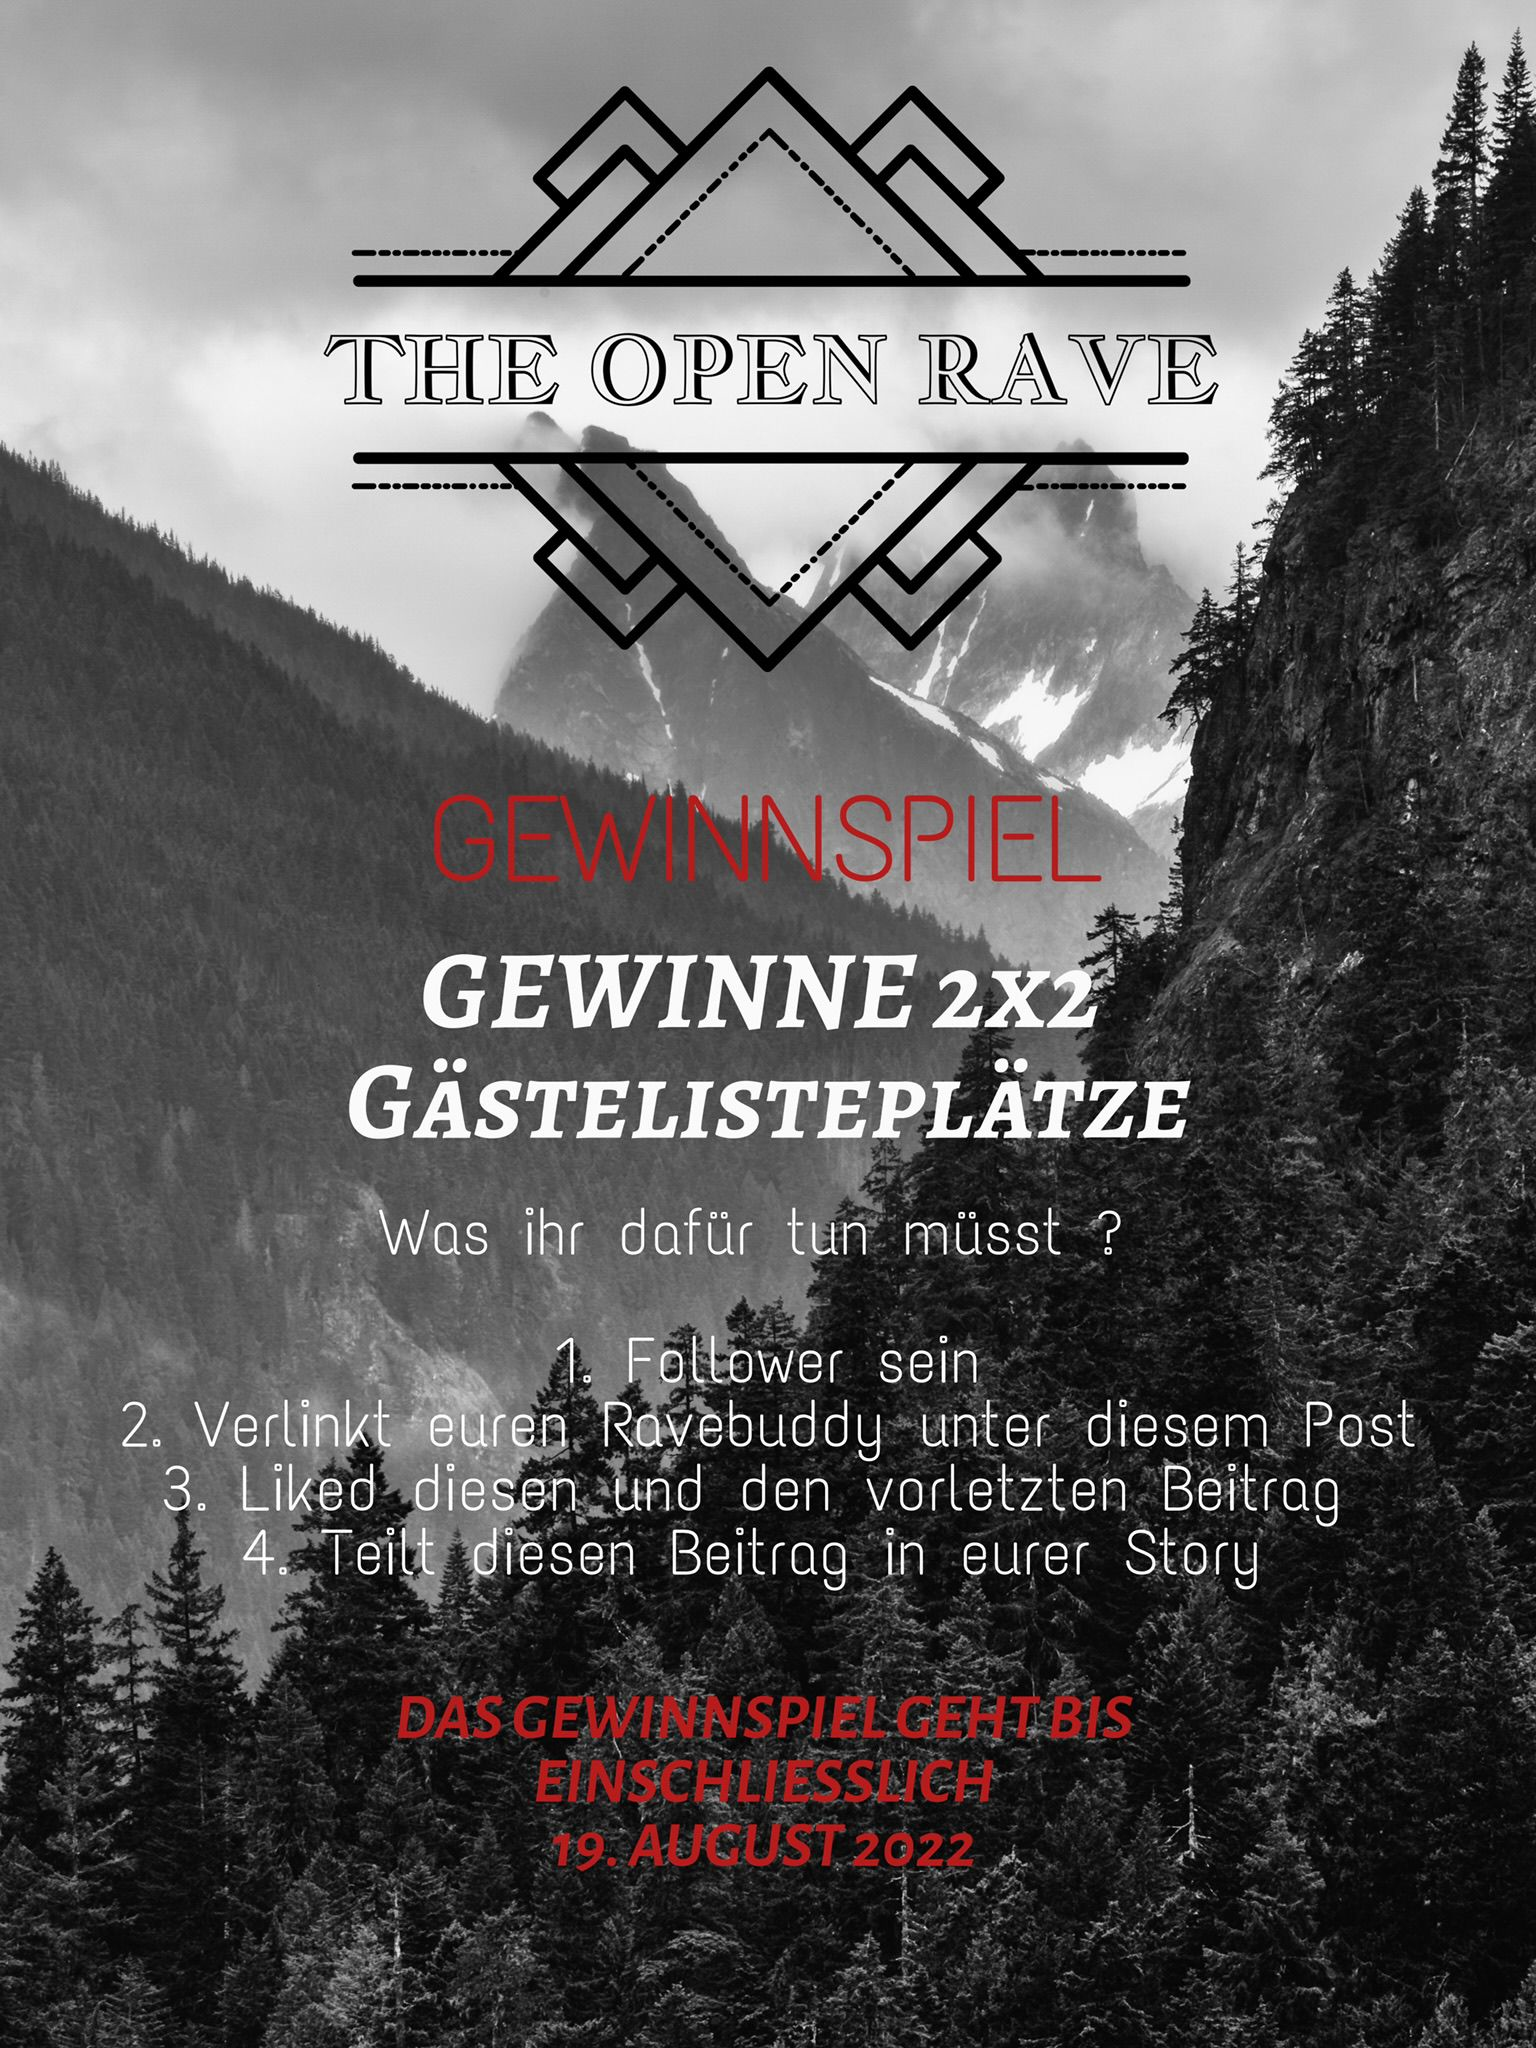 THE OPEN RAVE
GEWINNSPIEL
GEWINNE 2X2
GÄSTELISTEPLÄTZE
Was ihr dafür tun müsst ?
1. Follower sein
2. Verlinkt euren Ravebuddy unter diesem Post
3. Liked diesen und den vorletzten Beitrag
4. Teilt diesen Beitrag in eurer Story
DAS GEWINNSPIEL GEHT BIS
EINSCHLIESSLICH
19. AUGUST 2022